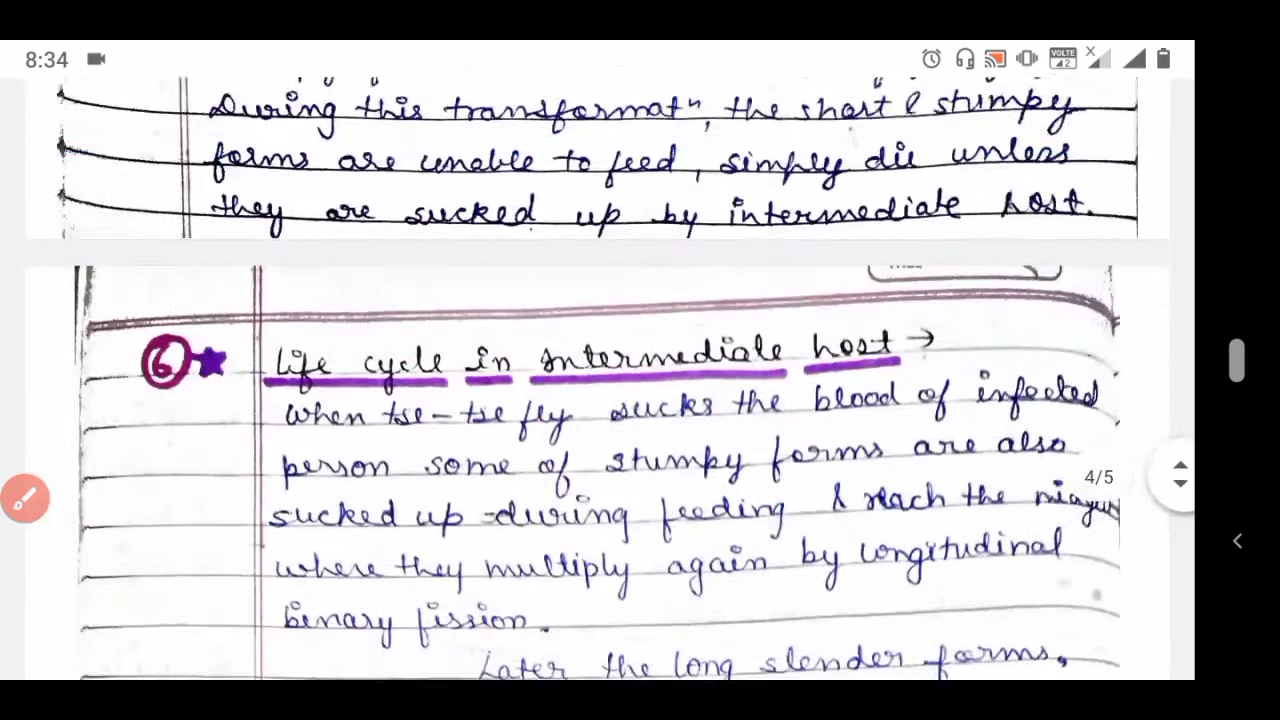 8:34
VOLTE
2
X
During this transformatⁿ, the short & stumpy
forms are unable to feed, simply die unless
they are sucked up by intermediate host.
6
Life cycle in Intermediate host →
when tse-tse fly sucks the blood of infected
person some of stumpy forms are also
4/5
sucked up during feeding & reach the
where they multiply again by longitudinal
binary fission.
Later the long slender forms,